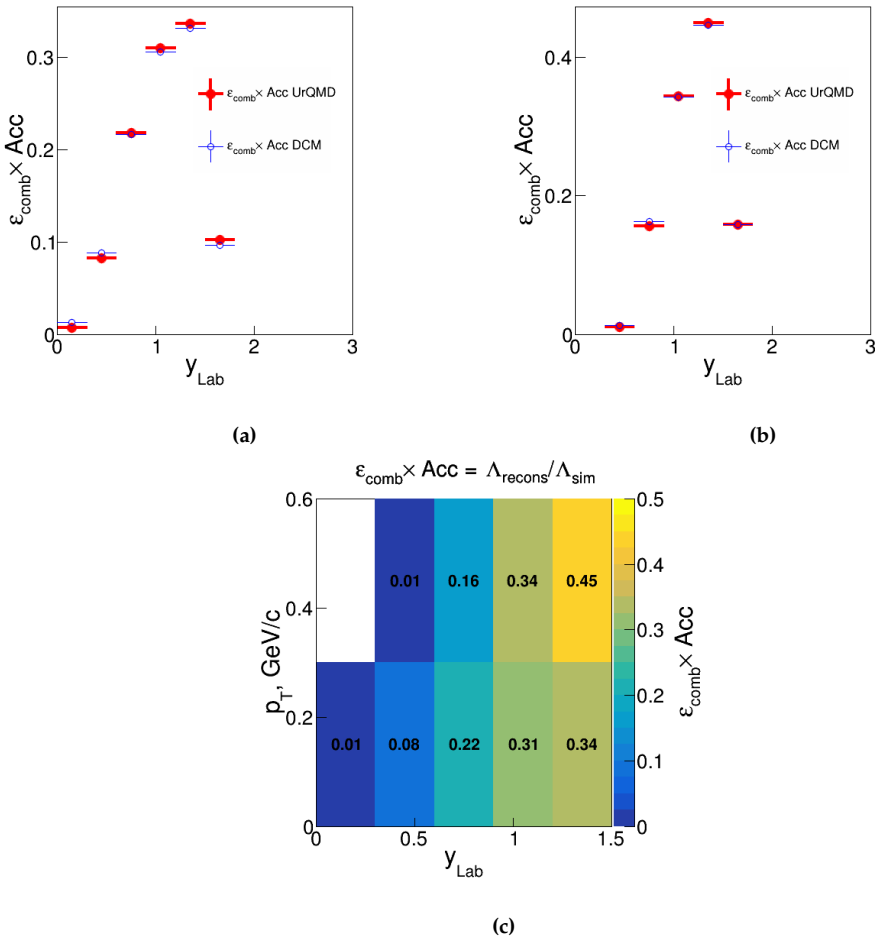 0.3
0.2
0.1
0
0 1 2 3
ε_comb × Acc
y_Lab
ε_comb × Acc UrQMD
ε_comb × Acc DCM
(a)
0.4
0.2
0
0 1 2 3
ε_comb × Acc
y_Lab
ε_comb × Acc UrQMD
ε_comb × Acc DCM
(b)
ε_comb × Acc = Λ_recons/Λ_sim
0.6
0.4
0.2
0
p_T, GeV/c
0.01 0.16 0.34 0.45
0.01 0.08 0.22 0.31 0.34
0 0.5 1 1.5
y_Lab
0.5
0.4
0.3
0.2
0.1
0
ε_comb × Acc
(c)